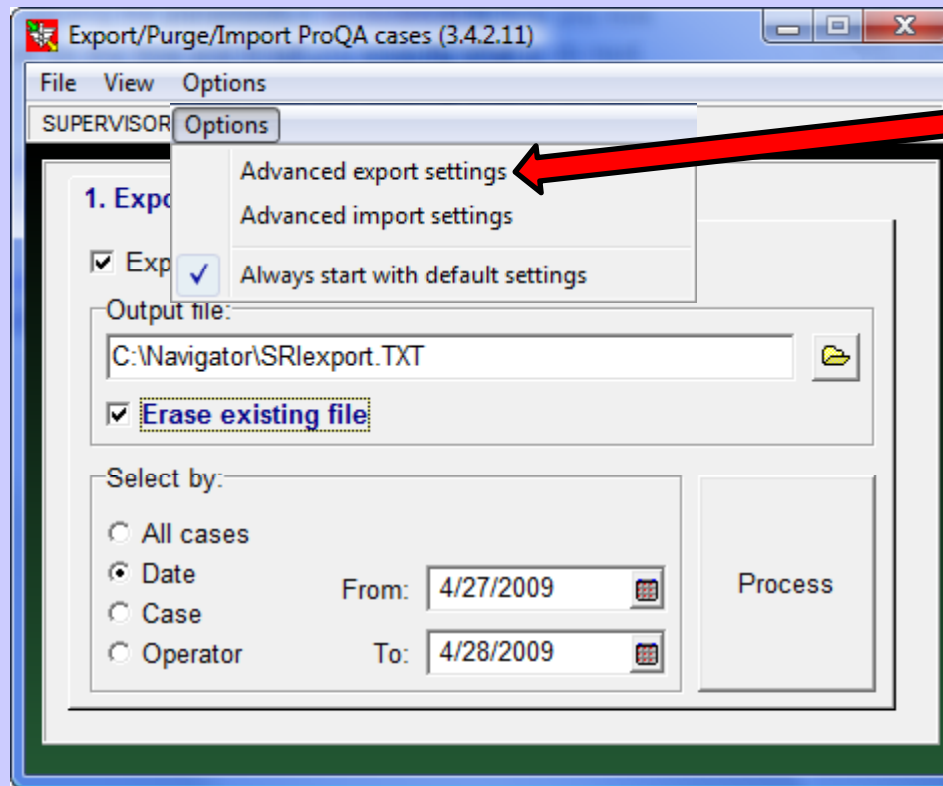 Export/Purge/Import ProQA cases (3.4.2.11)
File View Options
SUPERVISOR Options
Advanced export settings
1. Expo
Advanced import settings
Exp
Always start with default settings
Output file:
C:\Navigator\SRIexport.TXT
Erase existing file
Select by:
All cases
Date
From: 4/27/2009
Process
Case
Operator
To: 4/28/2009